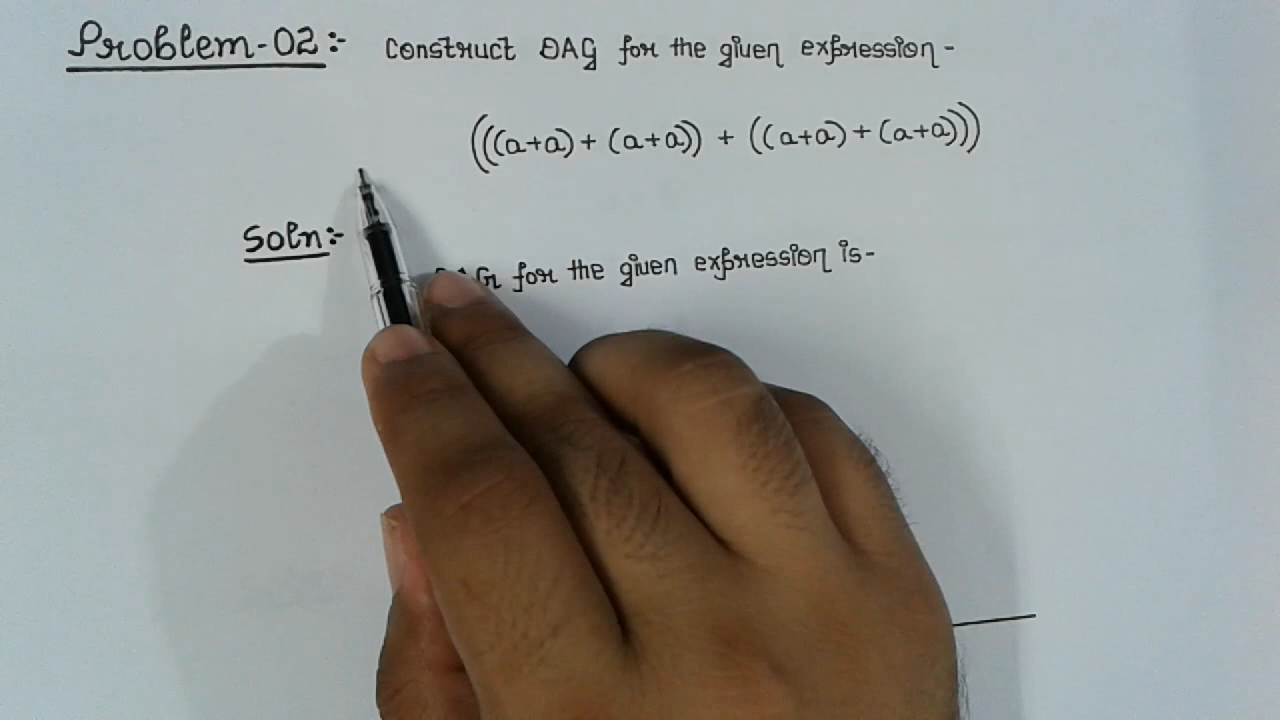 Problem-02:- Construct DAG for the given expression -
(((a+a) + (a+a)) + ((a+a) + (a+a)))
Soln:-
for the given expression is-